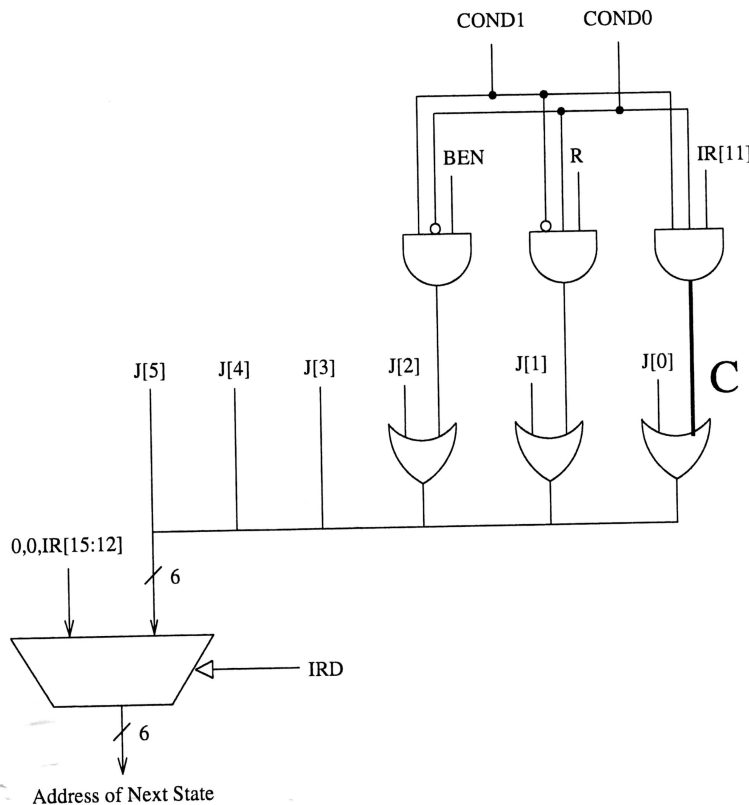 COND1 COND0
BEN R IR[11]
J[5] J[4] J[3] J[2] J[1] J[0] C
0,0,IR[15:12]
6
IRD
6
Address of Next State